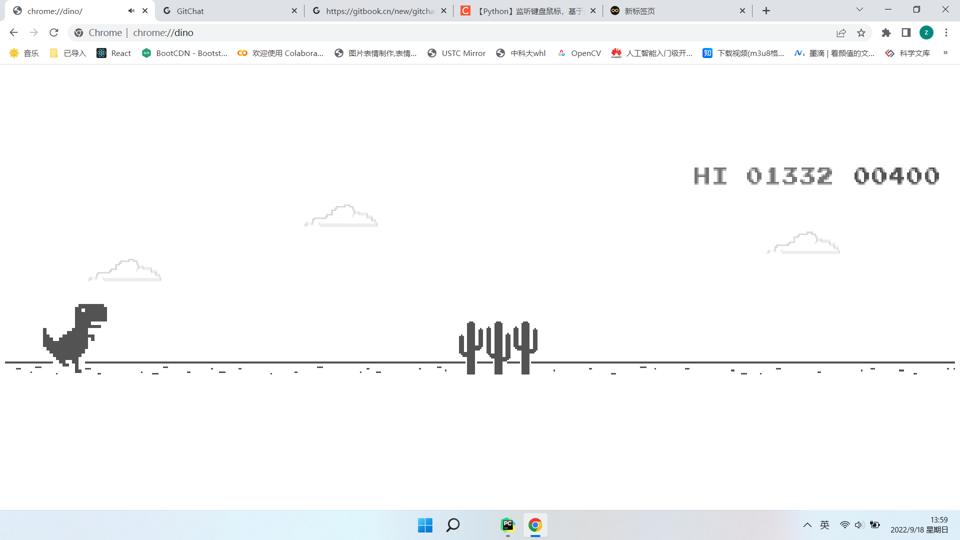 chrome://dino/
GitChat
https://gitbook.cn/new/gitcha
【Python】监听键盘鼠标，基于
新标签页
Chrome | chrome://dino
音乐
已导入
React
BootCDN - Bootst...
欢迎使用 Colabora...
图片表情制作,表情...
USTC Mirror
中科大whl
OpenCV
人工智能入门极开...
下载视频(m3u8格...
墨滴 | 看颜值的文...
科学文库
HI 01332 00400
英
13:59
2022/9/18 星期日